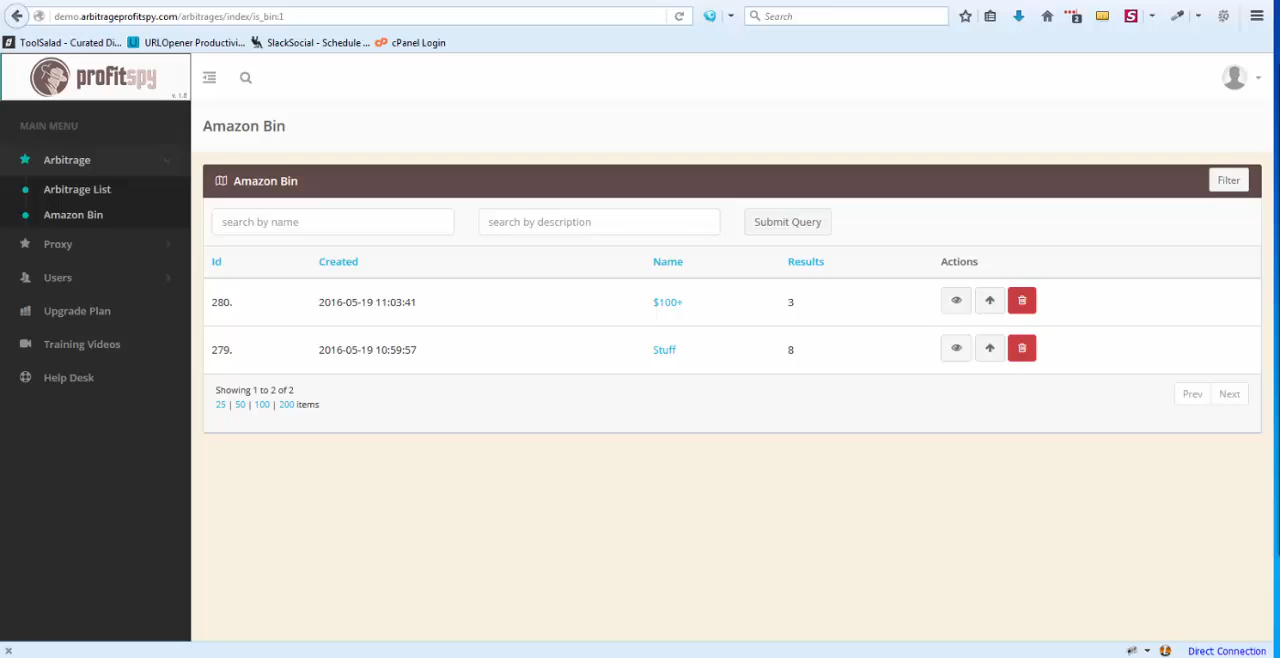 demo.arbitrageprofitspy.com/arbitrages/index/is_bin:1
Search
2
S
ToolSalad - Curated Di...
URLOpener Productivi...
SlackSocial - Schedule ...
cPanel Login
profitspy
v. 1.8
MAIN MENU
Arbitrage
Arbitrage List
Amazon Bin
Proxy
Users
Upgrade Plan
Training Videos
Help Desk
Amazon Bin
Amazon Bin
Filter
search by name
search by description
Submit Query
Id Created Name Results Actions
280. 2016-05-19 11:03:41 $100+ 3
279. 2016-05-19 10:59:57 Stuff 8
Showing 1 to 2 of 2
25 | 50 | 100 | 200 items
Prev Next
Direct Connection